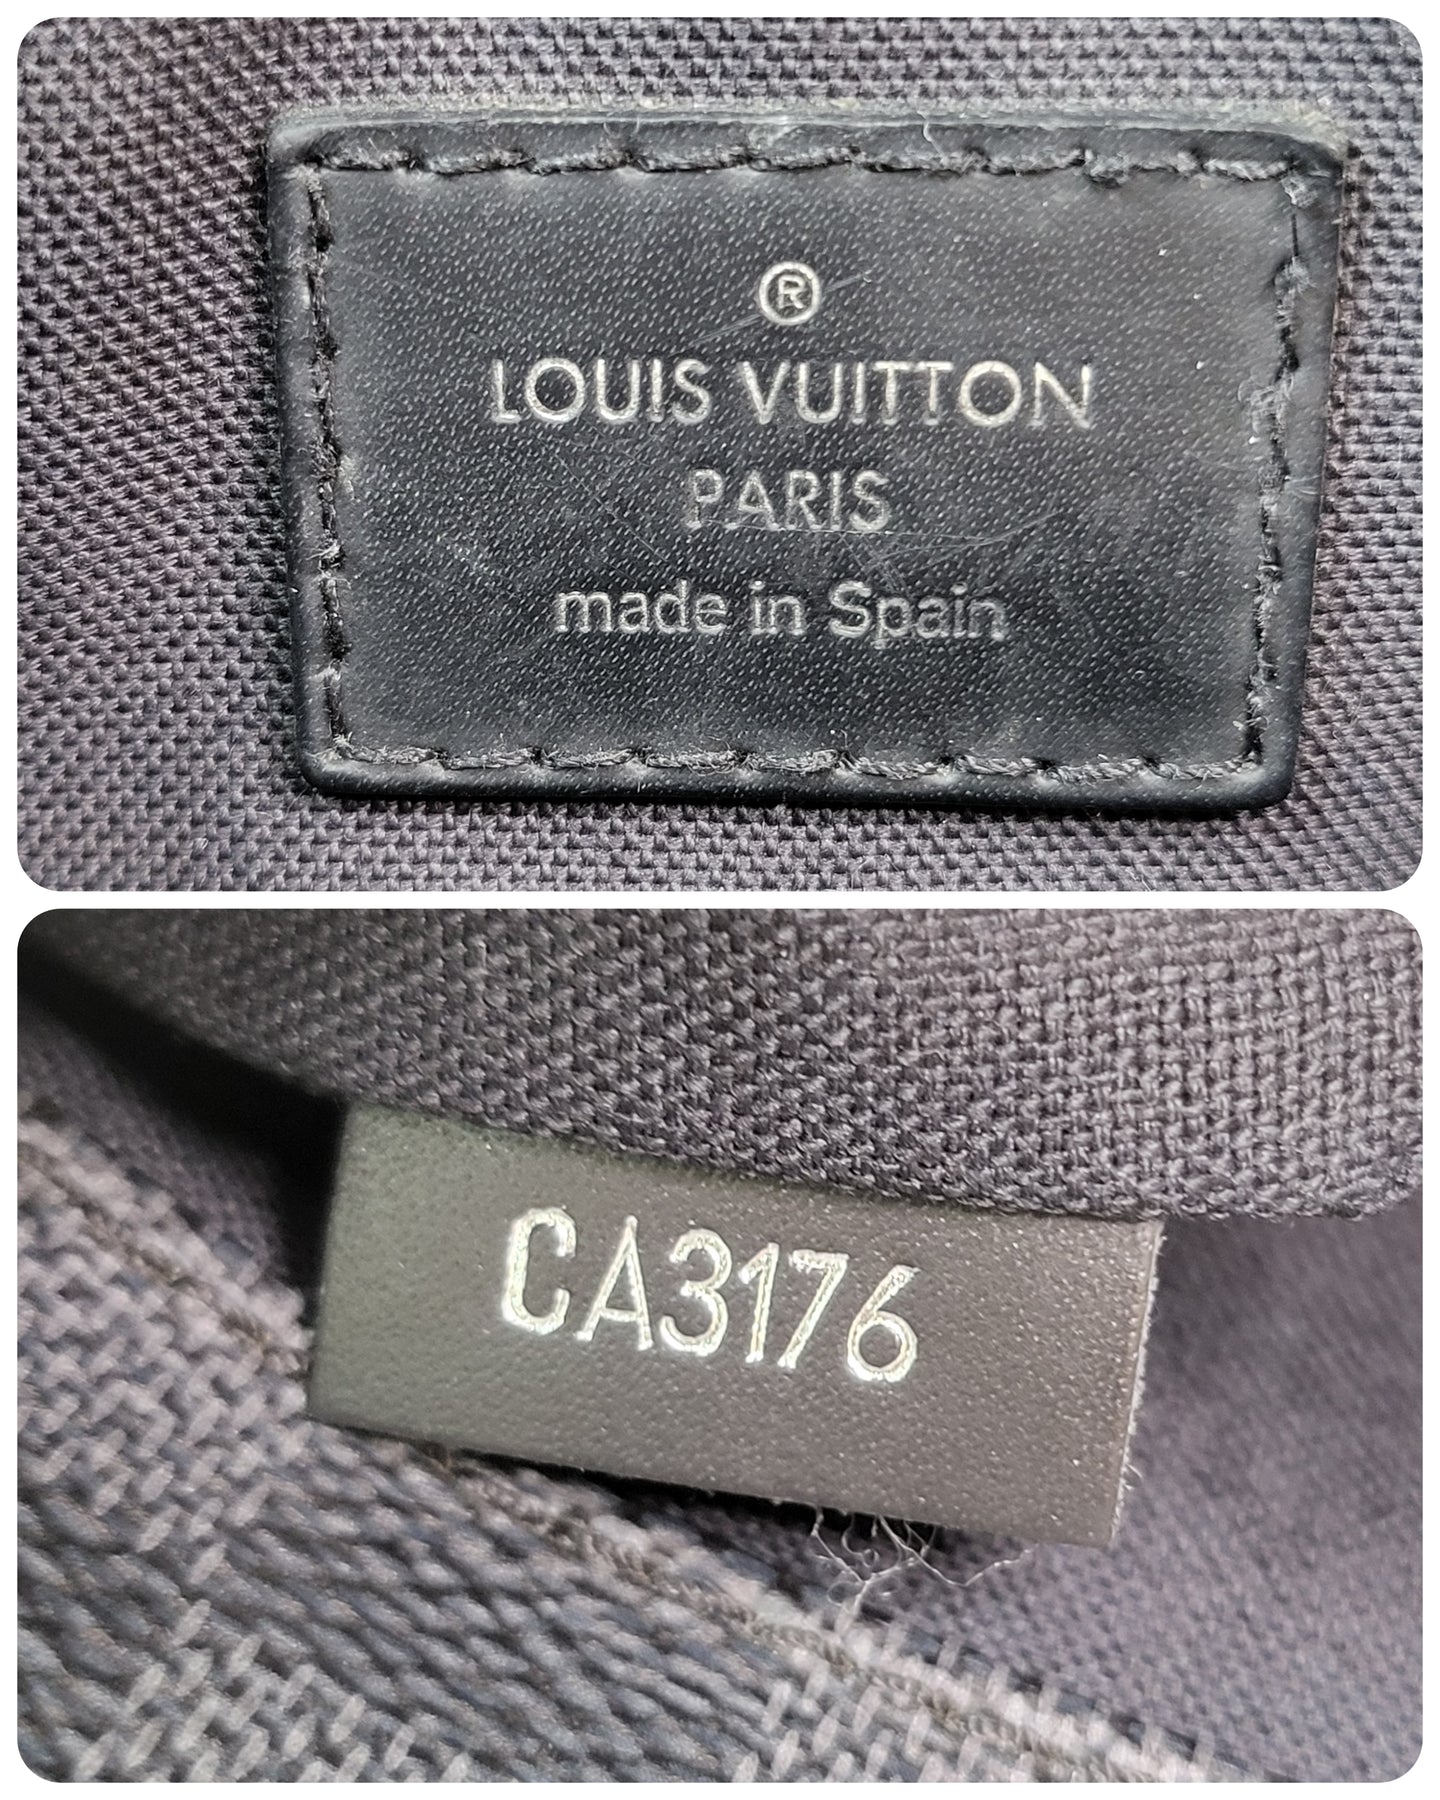 ®
LOUIS VUITTON
PARIS
made in Spain
CA3176